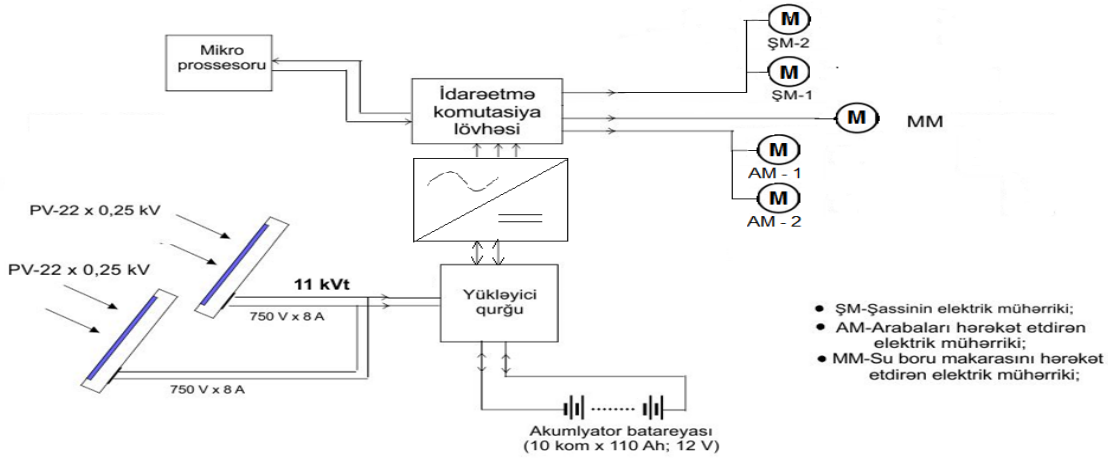 M
ŞM-2
Mikro
prossesoru
M
ŞM-1
İdarəetmə
komutasiya
lövhəsi
M
MM
M
AM - 1
M
AM - 2
PV-22 x 0,25 kV
PV-22 x 0,25 kV
11 kVt
750 V x 8 A
Yükləyici
qurğu
750 V x 8 A
● ŞM-Şassinin elektrik mühərriki;
● AM-Arabaları hərəkət etdirən
elektrik mühərriki;
● MM-Su boru makarasını hərəkət
etdirən elektrik mühərriki;
Akumlyator batareyası
(10 kom x 110 Ah; 12 V)